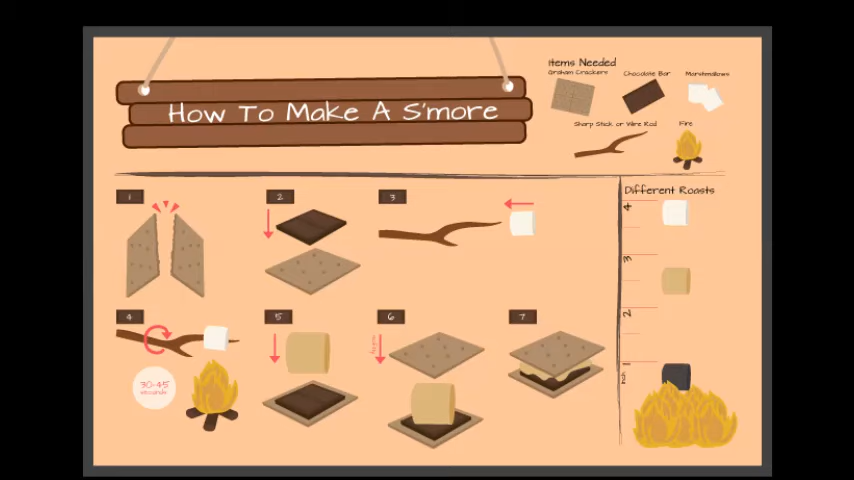 How To Make A S'more
Items Needed
Graham Crackers
Chocolate Bar
Marshmallows
Sharp Stick or Wire Rod
Fire
1
2
3
4
5
6
7
30-45
seconds
Different Roasts
4
3
2
1
inch